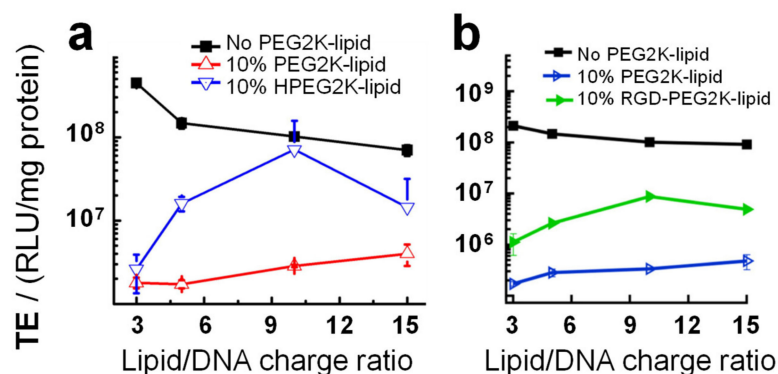 a
No PEG2K-lipid
10% PEG2K-lipid
10% HPEG2K-lipid
10^8
10^7
3 6 9 12 15
Lipid/DNA charge ratio
TE / (RLU/mg protein)
b
No PEG2K-lipid
10% PEG2K-lipid
10% RGD-PEG2K-lipid
10^9
10^8
10^7
10^6
3 6 9 12 15
Lipid/DNA charge ratio